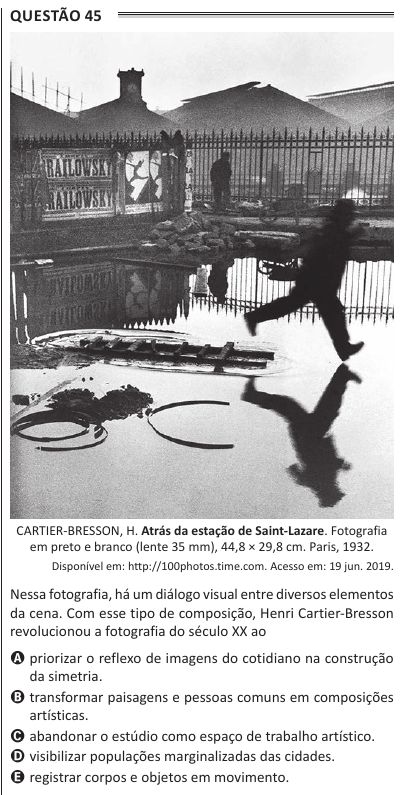 QUESTÃO 45
RAILOWSKY
RAILOWSKY
CARTIER-BRESSON, H. Atrás da estação de Saint-Lazare. Fotografia
em preto e branco (lente 35 mm), 44,8 × 29,8 cm. Paris, 1932.
Disponível em: http://100photos.time.com. Acesso em: 19 jun. 2019.
Nessa fotografia, há um diálogo visual entre diversos elementos
da cena. Com esse tipo de composição, Henri Cartier-Bresson
revolucionou a fotografia do século XX ao
A priorizar o reflexo de imagens do cotidiano na construção
da simetria.
B transformar paisagens e pessoas comuns em composições
artísticas.
C abandonar o estúdio como espaço de trabalho artístico.
D visibilizar populações marginalizadas das cidades.
E registrar corpos e objetos em movimento.